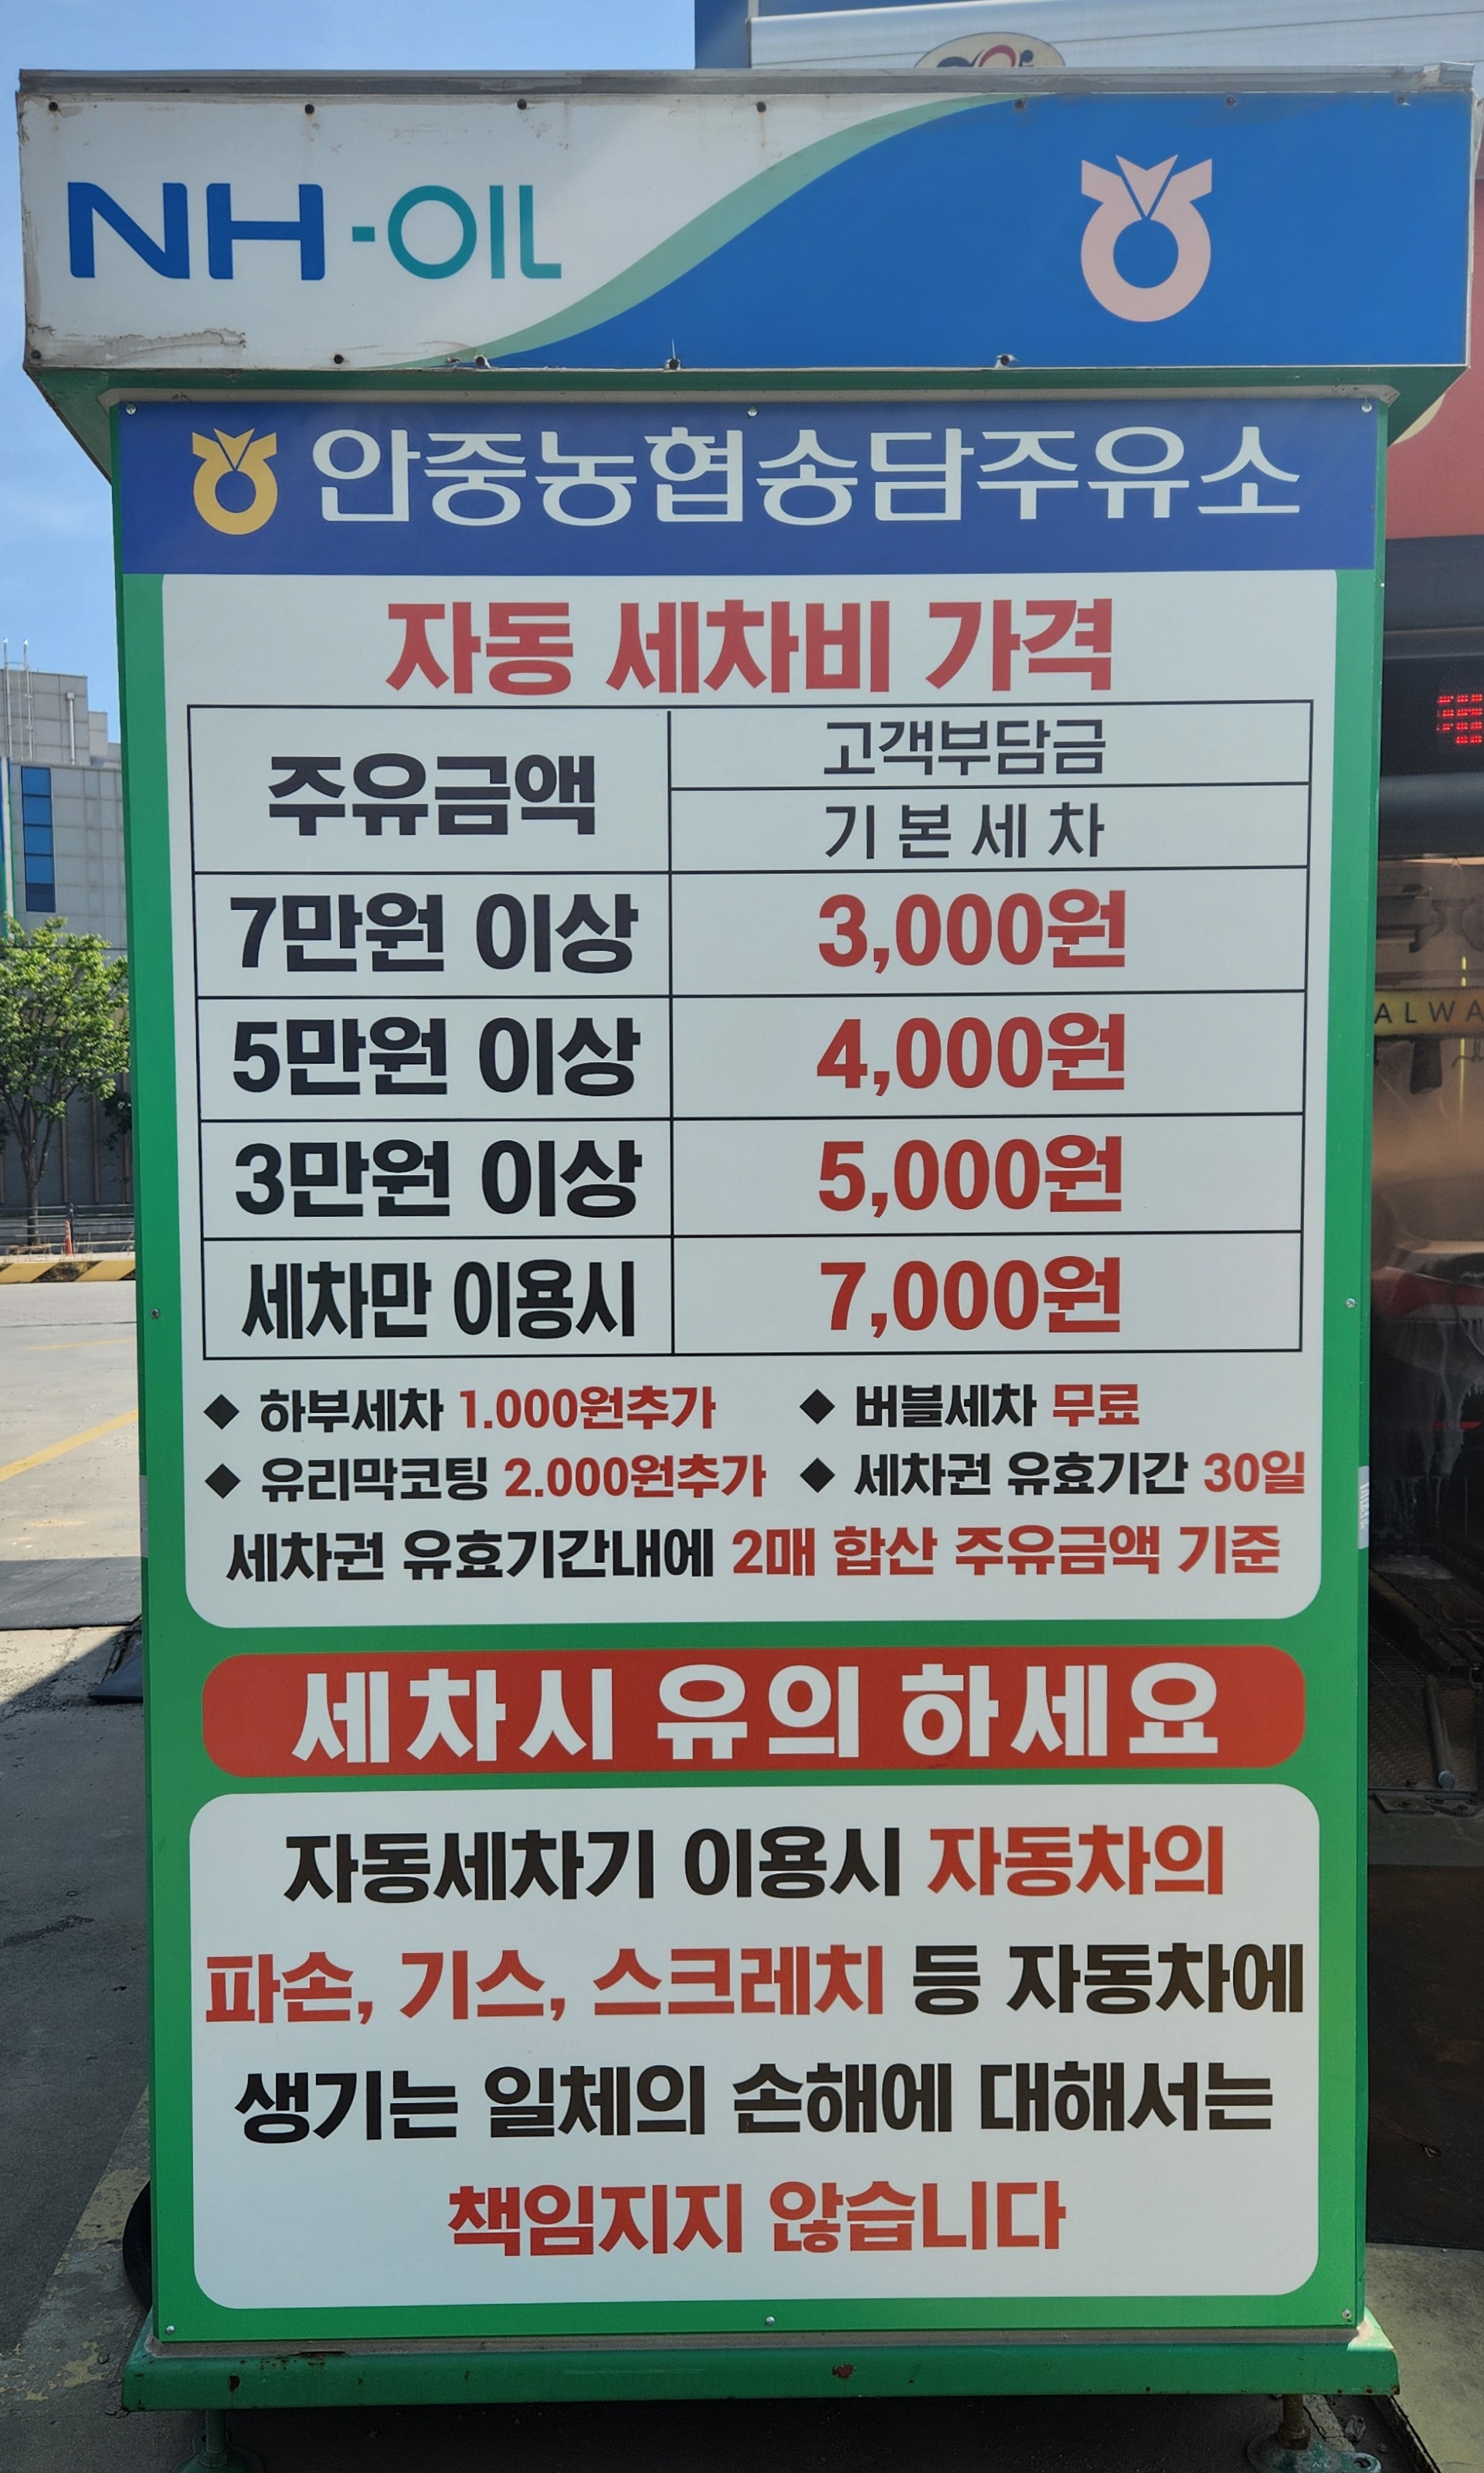 NH-OIL
안중농협송담주유소
자동 세차비 가격
주유금액
고객부담금
기본세차
7만원 이상 3,000원
5만원 이상 4,000원
3만원 이상 5,000원
세차만 이용시 7,000원
◆ 하부세차 1.000원추가 ◆ 버블세차 무료
◆ 유리막코팅 2.000원추가 ◆ 세차권 유효기간 30일
세차권 유효기간내에 2매 합산 주유금액 기준
세차시 유의 하세요
자동세차기 이용시 자동차의
파손, 기스, 스크레치 등 자동차에
생기는 일체의 손해에 대해서는
책임지지 않습니다